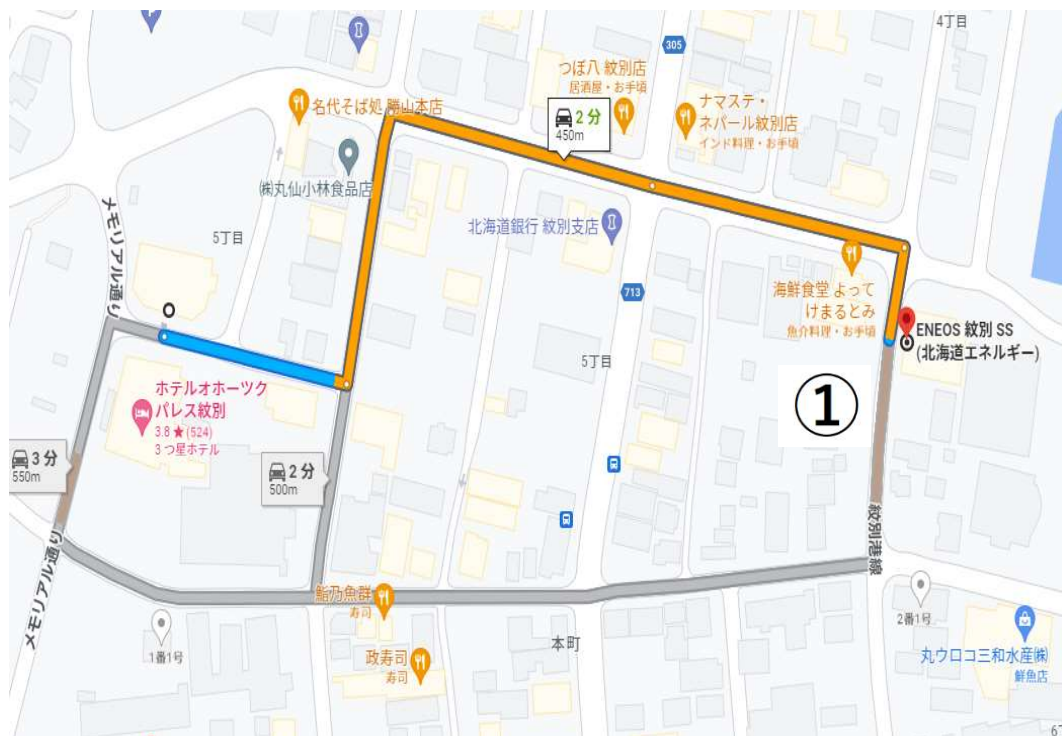 4丁目
305
つぼ八 紋別店
居酒屋・お手頃
名代そば処 勝山本店
2 分
450m
ナマステ・
ネパール紋別店
インド料理・お手頃
㈱丸仙小林食品店
メモリアル通り
5丁目
北海道銀行 紋別支店
713
海鮮食堂 よって
けまるとみ
魚介料理・お手頃
ENEOS 紋別 SS
(北海道エネルギー)
5丁目
ホテルオホーツク
パレス紋別
3.8 ★ (524)
3 つ星ホテル
①
3 分
550m
2 分
500m
紋別港線
メモリアル通り
鮨乃魚群
寿司
2番1号
1番1号
本町
政寿司
寿司
丸ウロコ三和水産㈱
鮮魚店